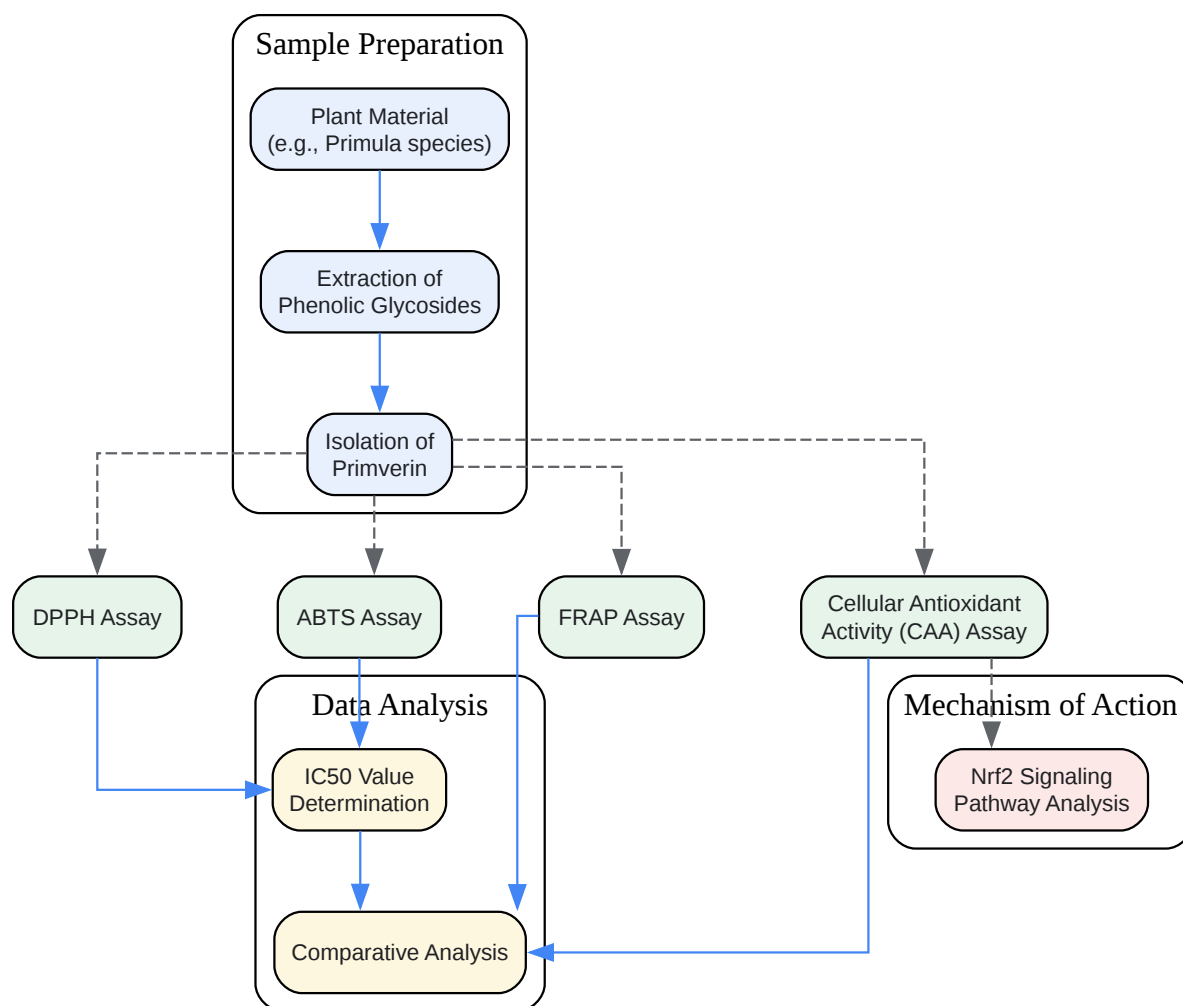 Sample Preparation
Plant Material
(e.g., Primula species)
Extraction of
Phenolic Glycosides
Isolation of
Primverin
DPPH Assay
ABTS Assay
FRAP Assay
Cellular Antioxidant
Activity (CAA) Assay
Data Analysis
Mechanism of Action
IC50 Value
Determination
Nrf2 Signaling
Pathway Analysis
Comparative Analysis